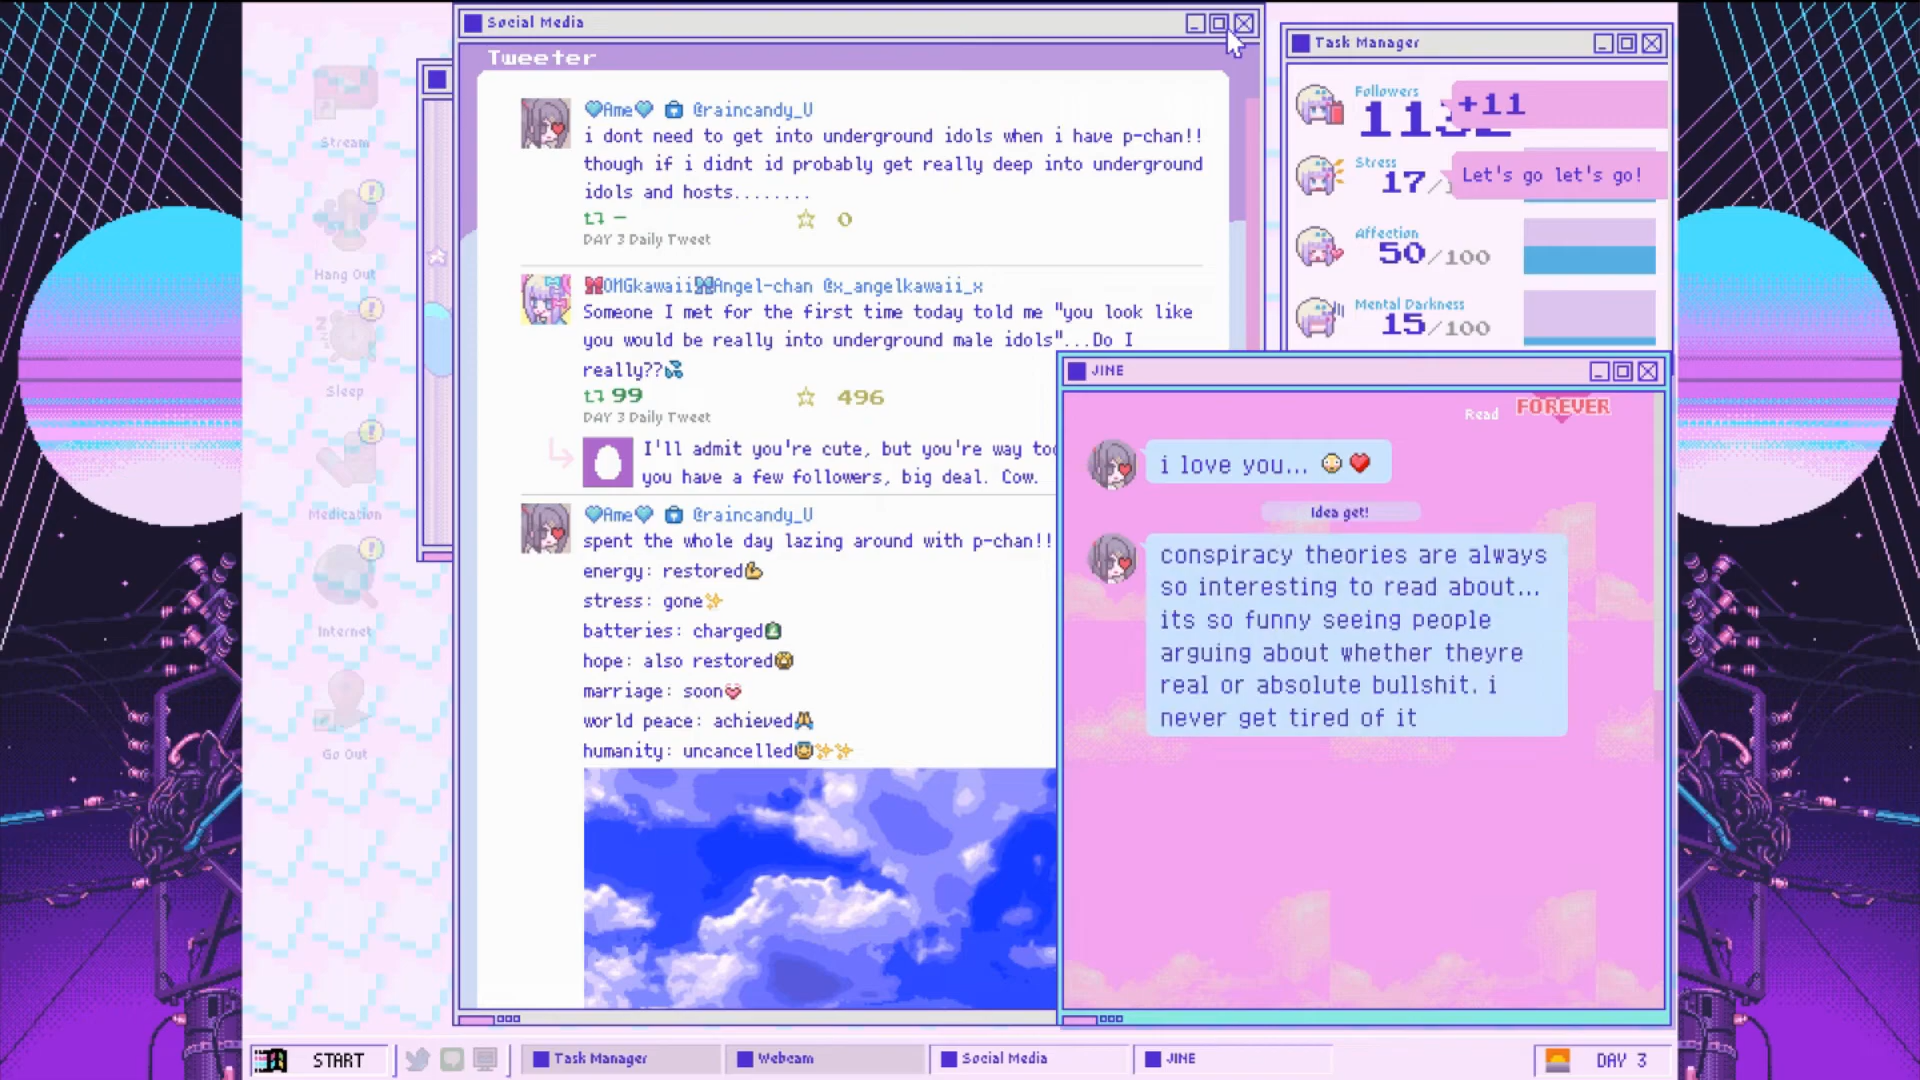 Social Media
Tweeter
Ame @raincandy_U
i dont need to get into underground idols when i have p-chan!!
though if i didnt id probably get really deep into underground
idols and hosts........
- 0
DAY 3 Daily Tweet
OMGkawaii Angel-chan @x_angelkawaii_x
Someone I met for the first time today told me "you look like
you would be really into underground male idols"...Do I
really??
99 496
DAY 3 Daily Tweet
I'll admit you're cute, but you're way
you have a few followers, big deal. Cow.
Ame @raincandy_U
spent the whole day lazing around with p-chan!!
energy: restored
stress: gone
batteries: charged
hope: also restored
marriage: soon
world peace: achieved
humanity: uncancelled
Task Manager
Followers
+11
Stress
17/
Let's go let's go!
Affection
50/100
Mental Darkness
15/100
JINE
Read FOREVER
i love you...
Idea get!
conspiracy theories are always
so interesting to read about...
its so funny seeing people
arguing about whether theyre
real or absolute bullshit. i
never get tired of it
Stream
Hang Out
Sleep
Medication
Internet
Go Out
START
Task Manager
Webcam
Social Media
JINE
DAY 3